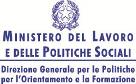 MINISTERO DEL LAVORO
E DELLE POLITICHE SOCIALI
Direzione Generale per le Politiche
per l'Orientamento e la Formazione